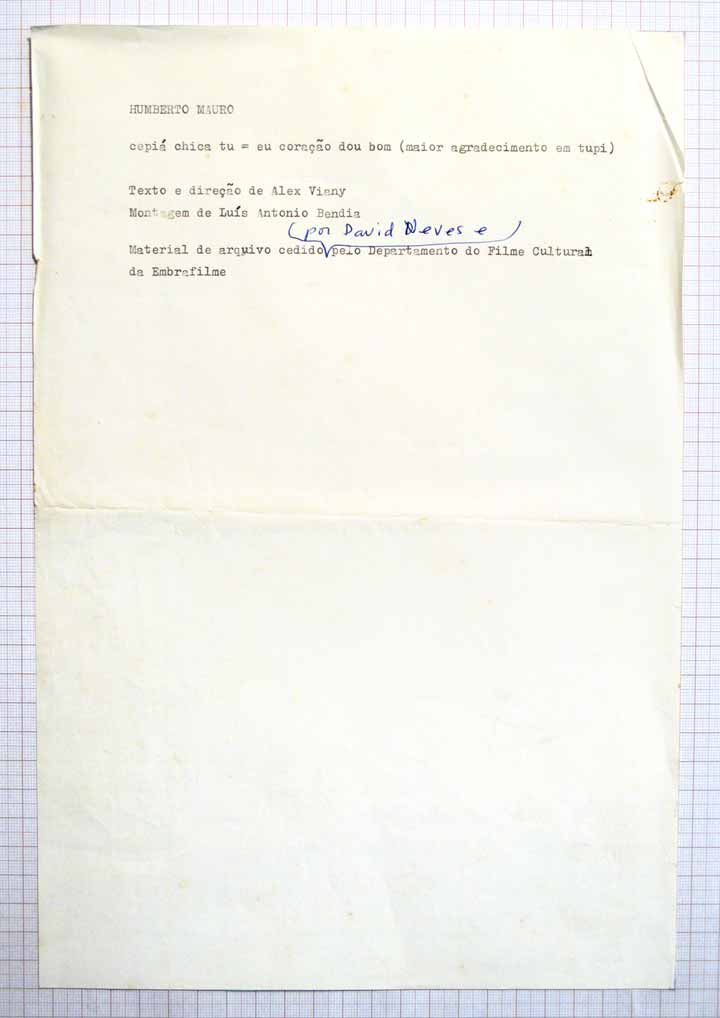 HUMBERTO MAURO
cepiá chica tu = eu coração dou bom (maior agradecimento em tupi)
Texto e direção de Alex Viany
Montagem de Luís Antonio Bendia
(por David Neves e)
Material de arquivo cedido pelo Departamento do Filme Cultural
da Embrafilme